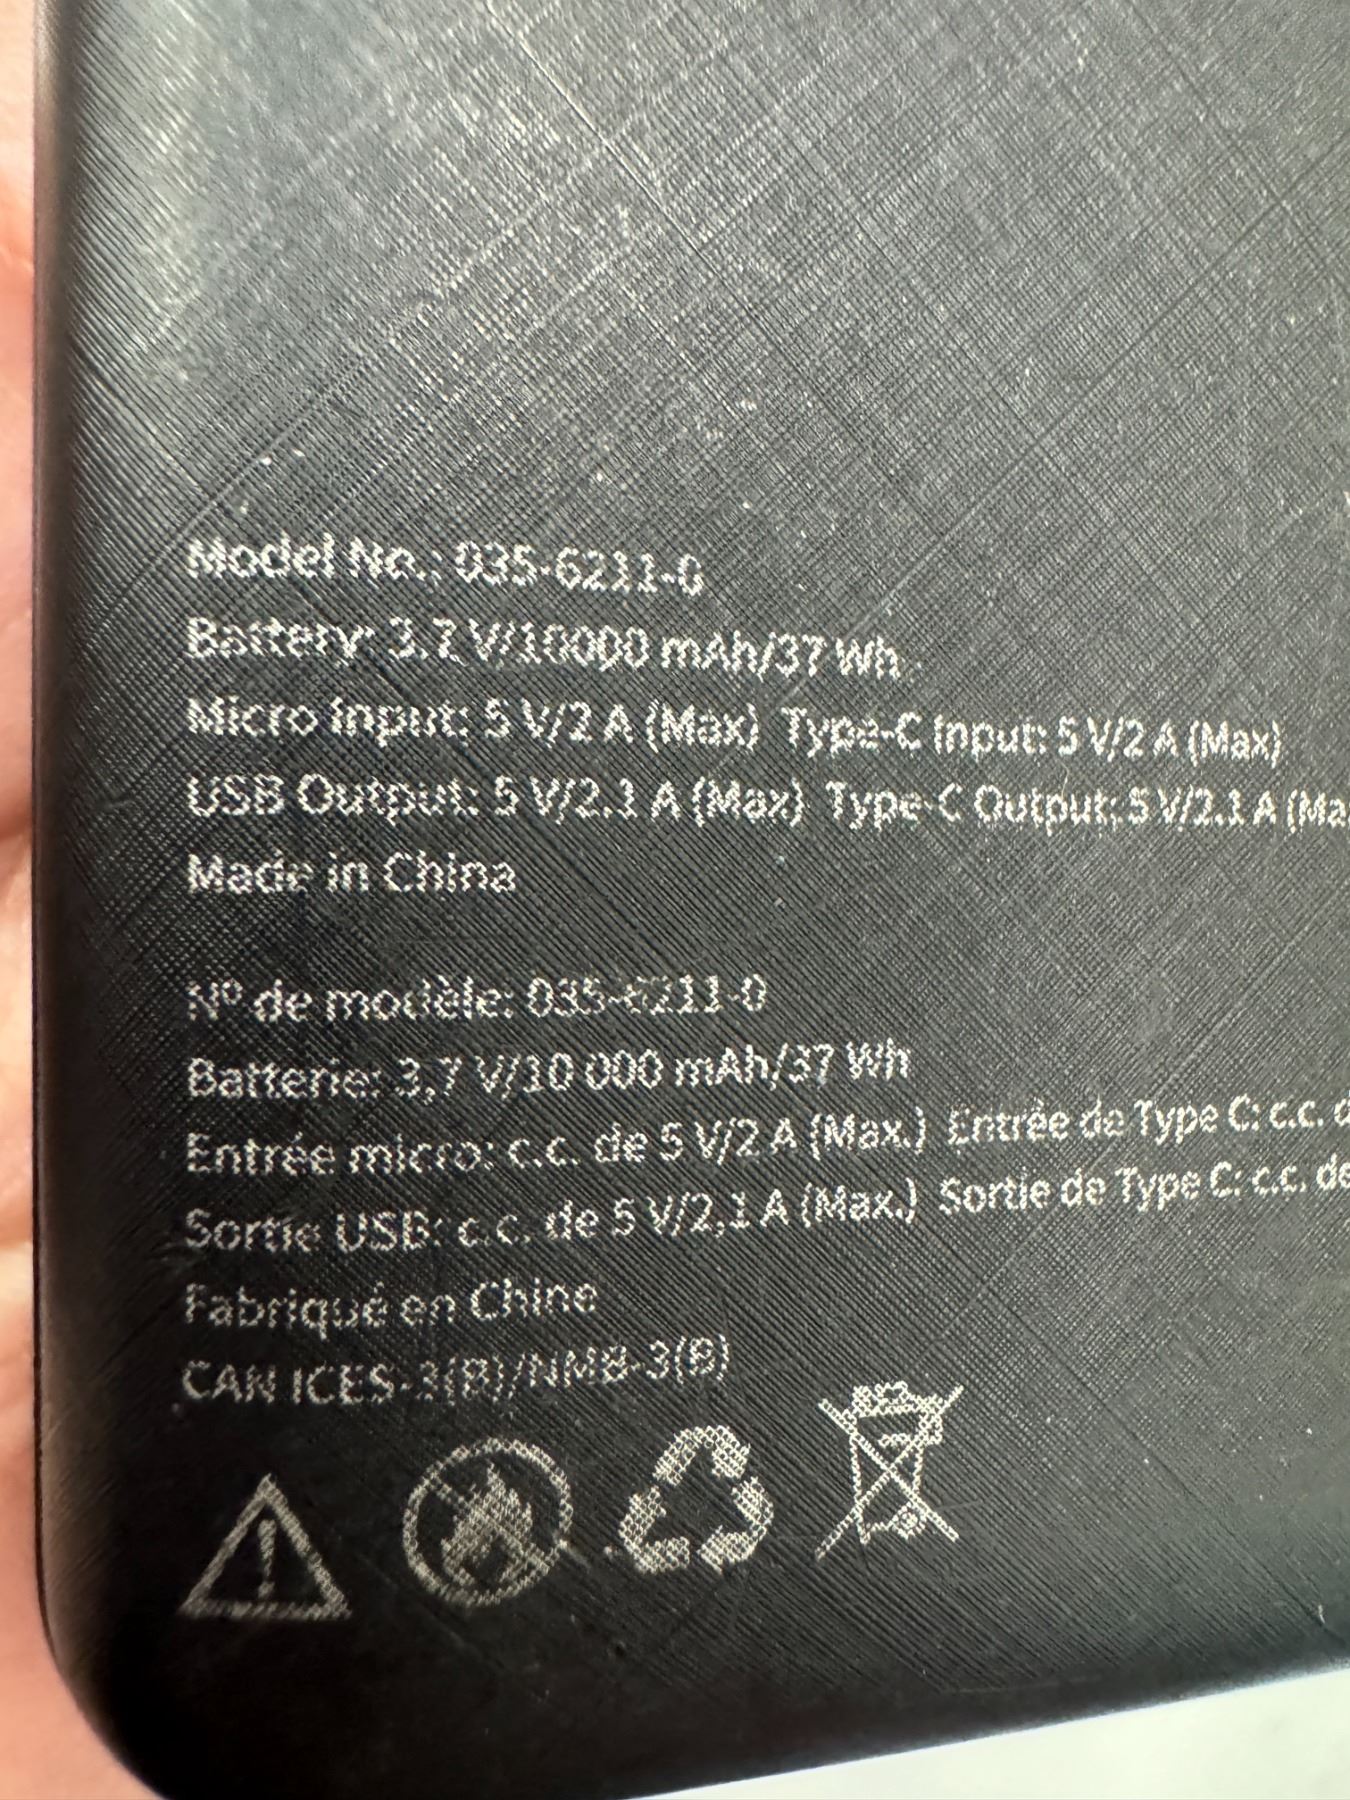 Model No.: 035-6211-0
Battery: 3.7 V/10000 mAh/37 Wh
Micro Input: 5 V/2 A (Max) Type-C Input: 5 V/2 A (Max)
USB Output: 5 V/2.1 A (Max) Type-C Output: 5 V/2.1 A (Ma
Made in China
Nº de modèle: 035-6211-0
Batterie: 3,7 V/10 000 mAh/37 Wh
Entrée micro: c.c. de 5 V/2 A (Max.) Entrée de Type C: c.c. d
Sortie USB: c.c. de 5 V/2,1 A (Max.) Sortie de Type C: c.c. de
Fabriqué en Chine
CAN ICES-3(B)/NMB-3(B)